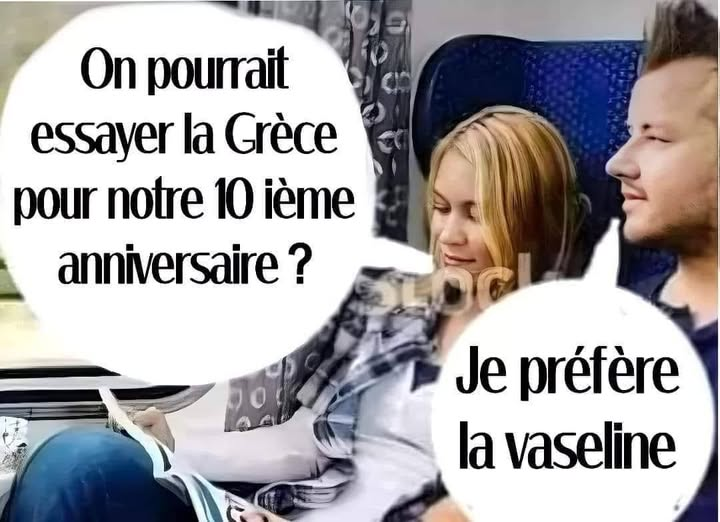 On pourrait
essayer la Grèce
pour notre 10 ième
anniversaire ?
Je préfère
la vaseline